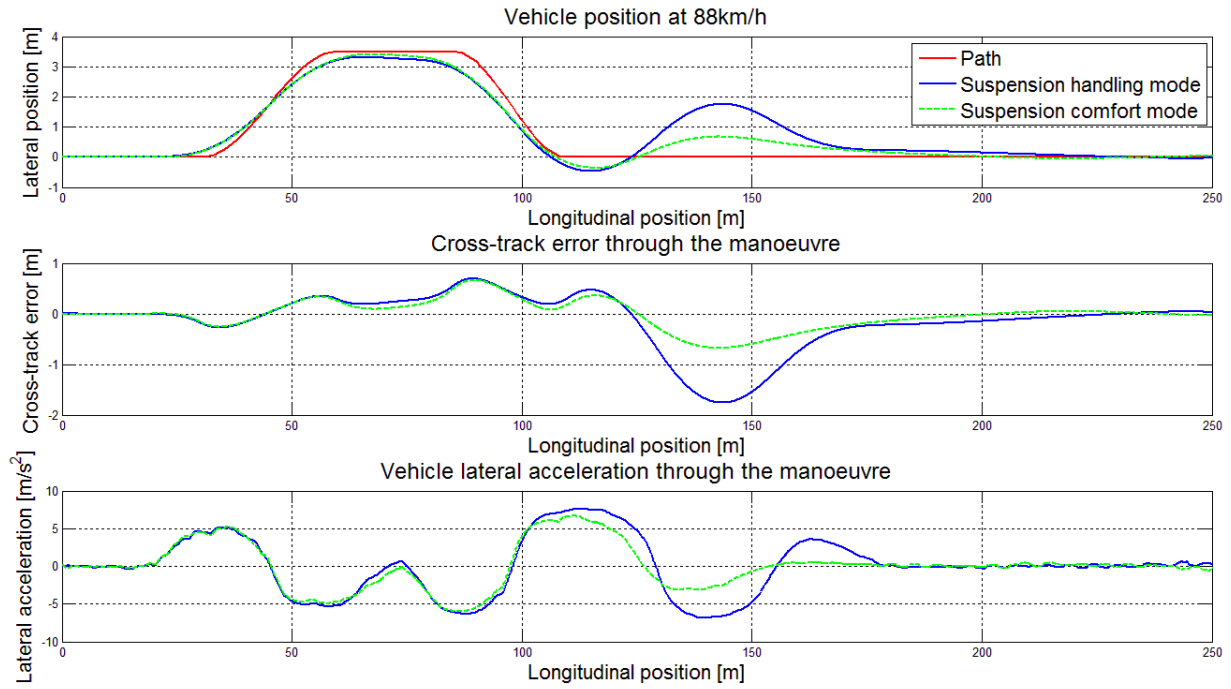 Vehicle position at 88km/h
Lateral position [m]
4
3
2
1
0
-1
Path
Suspension handling mode
Suspension comfort mode
0 50 100 150 200 250
Longitudinal position [m]
Cross-track error through the manoeuvre
Cross-track error [m]
1
0
-1
-2
0 50 100 150 200 250
Longitudinal position [m]
Vehicle lateral acceleration through the manoeuvre
Lateral acceleration [m/s²]
10
5
0
-5
-10
0 50 100 150 200 250
Longitudinal position [m]